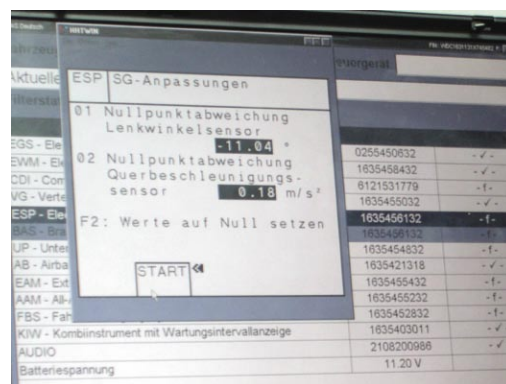 HHTWIN
ESP SG-Anpassungen
01 Nullpunktabweichung
Lenkwinkelsensor
-11.04 °
02 Nullpunktabweichung
Querbeschleunigungs-
sensor 0.18 m/s²
F2: Werte auf Null setzen
START
Aktuelle
EGS - Ele 0255450632 - √ -
EWM - Ele 1635458432 - √ -
CDI - Com 6121531779 - f -
VG - Verte 1635455032 - √ -
ESP - Ele 1635456132 - f -
BAS - Bra 1635456132
UP - Unte 1635454832 - f -
AB - Airba 1635421318 - √ -
EAM - Ext 1635455432 - f -
AAM - All- 1635455232 - f -
FBS - Fah 1635452832 - f -
KIW - Kombiinstrument mit Wartungsintervallanzeige 1635403011 - √
AUDIO 2108200986 - √
Batteriespannung 11.20 V